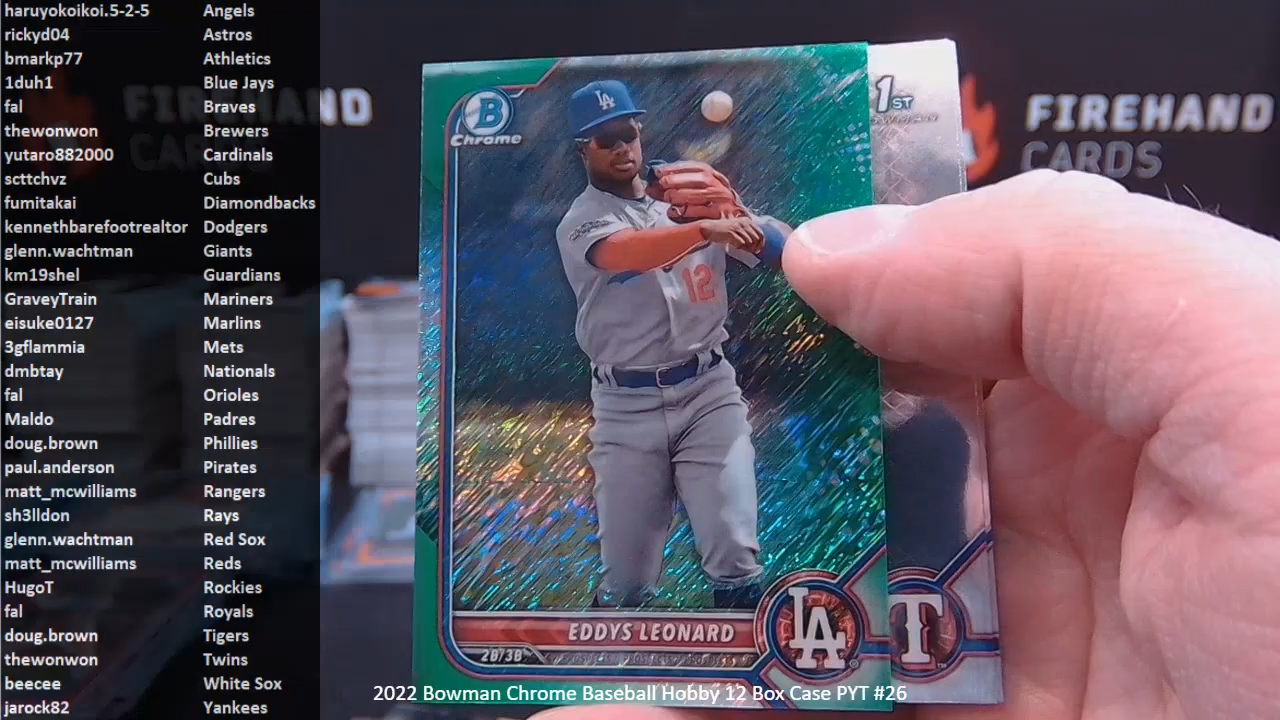 haruyokoikoi.5-2-5 Angels
rickyd04 Astros
bmarkp77 Athletics
1duh1 Blue Jays
fal Braves
thewonwon Brewers
yutaro882000 Cardinals
scttchvz Cubs
fumitakai Diamondbacks
kennethbarefootrealtor Dodgers
glenn.wachtman Giants
km19shel Guardians
GraveyTrain Mariners
eisuke0127 Marlins
3gflammia Mets
dmbtay Nationals
fal Orioles
Maldo Padres
doug.brown Phillies
paul.anderson Pirates
matt_mcwilliams Rangers
sh3lldon Rays
glenn.wachtman Red Sox
matt_mcwilliams Reds
HugoT Rockies
fal Royals
doug.brown Tigers
thewonwon Twins
beecee White Sox
jarock82 Yankees
FIREHAND
CARDS
B
Chrome
LA
12
EDDYS LEONARD
2B/3B
LA
1ST
T
FIREHAND
CARDS
2022 Bowman Chrome Baseball Hobby 12 Box Case PYT #26